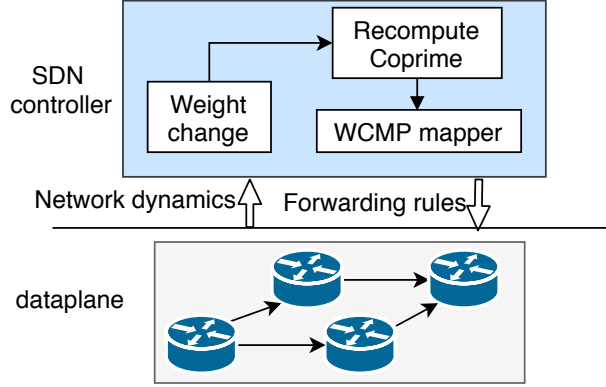 SDN
controller
Recompute
Coprime
Weight
change
WCMP mapper
Network dynamics
Forwarding rules
dataplane